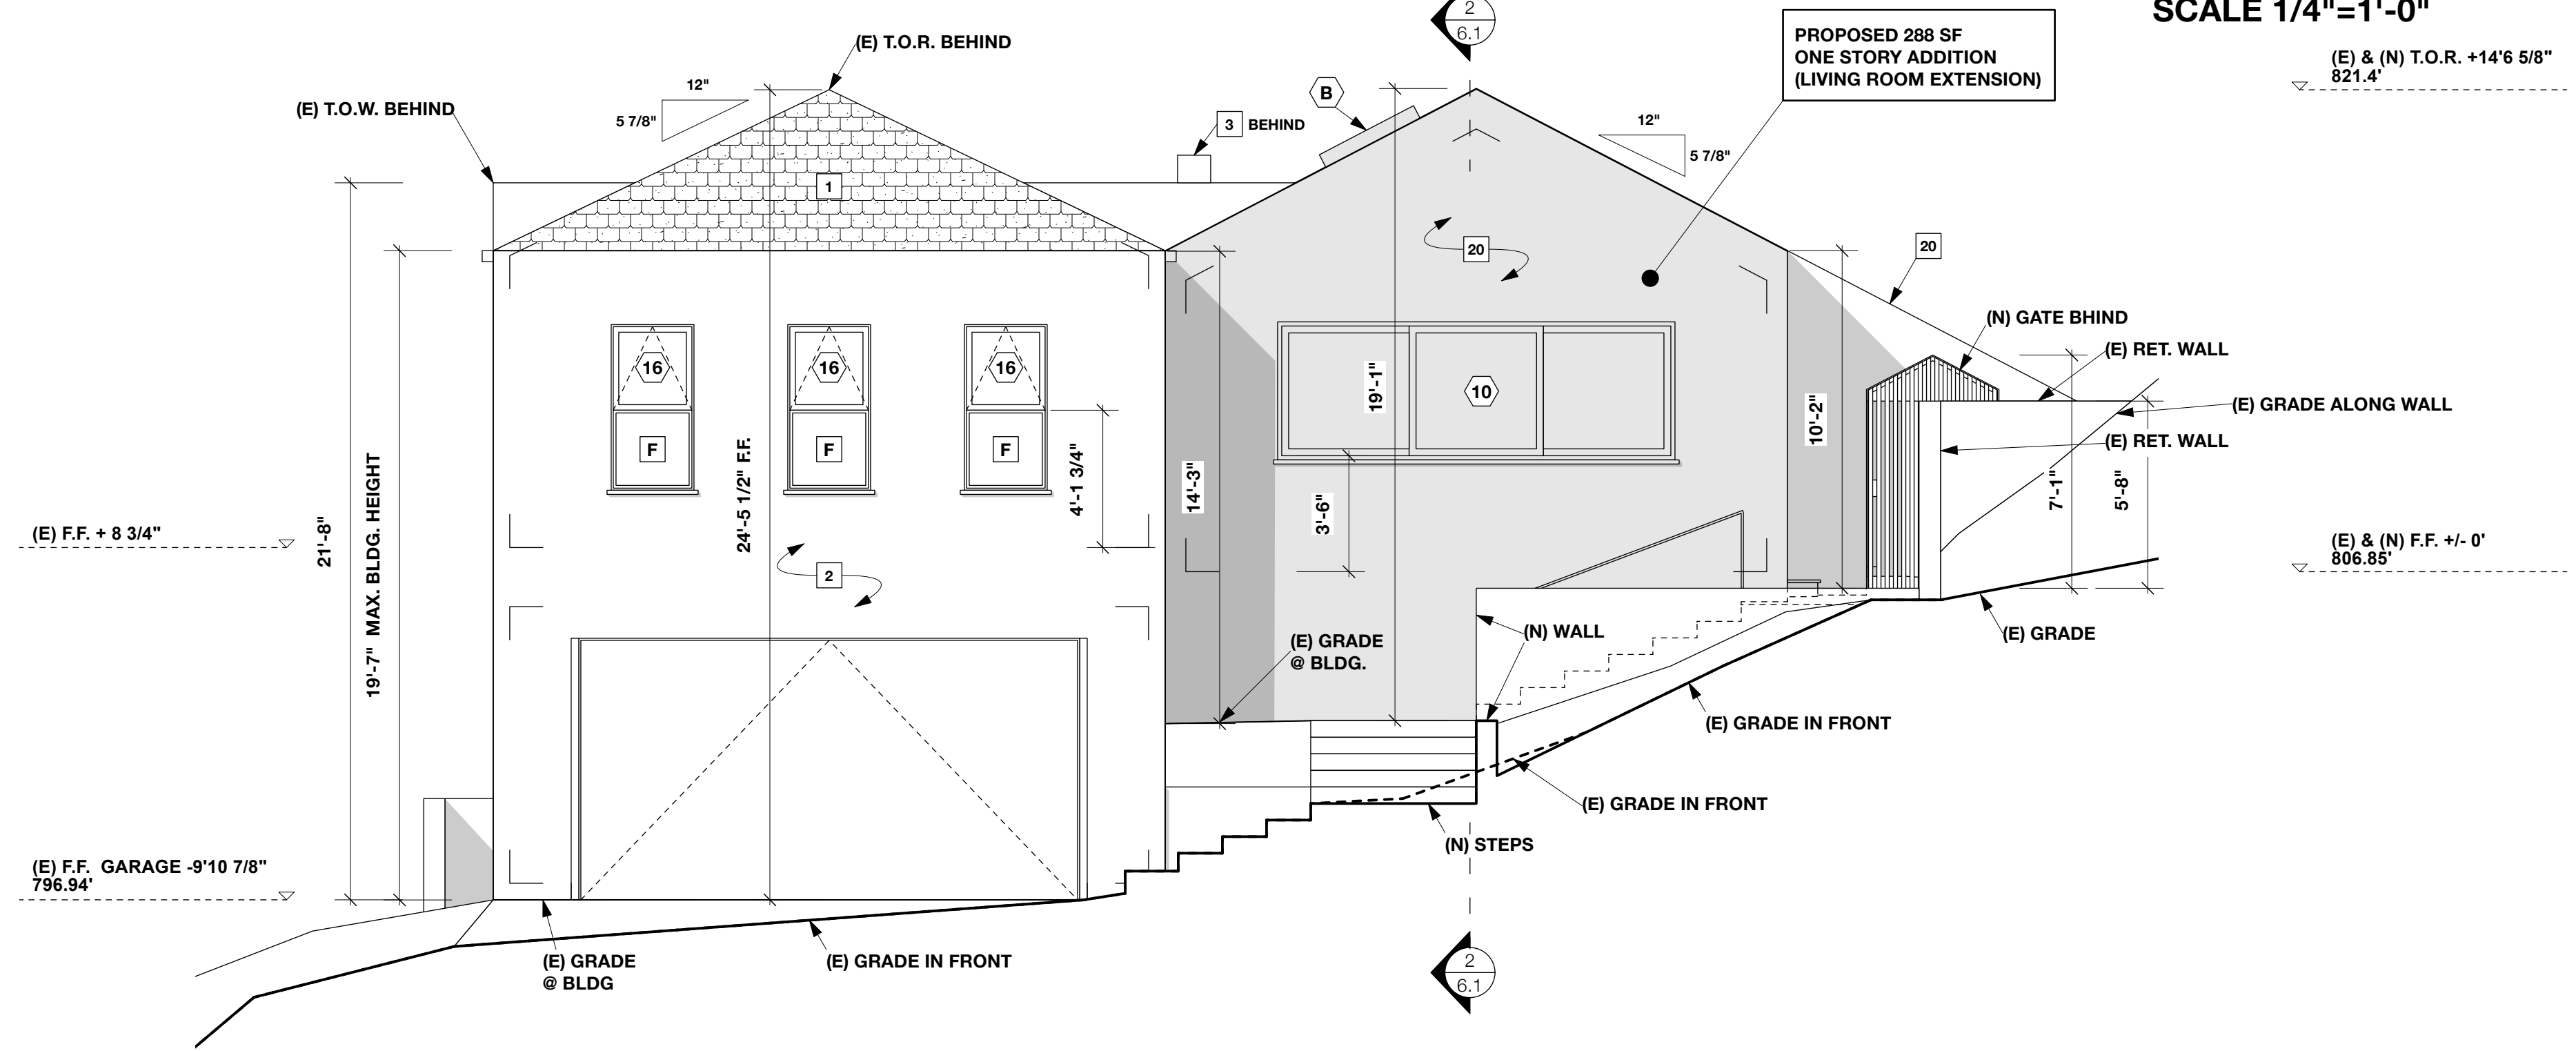 SCALE 1/4"=1'-0"
2
6.1
PROPOSED 288 SF
ONE STORY ADDITION
(LIVING ROOM EXTENSION)
(E) & (N) T.O.R. +14'6 5/8"
821.4'
(E) T.O.R. BEHIND
12"
5 7/8"
(E) T.O.W. BEHIND
B
3 BEHIND
12"
5 7/8"
1
20
20
(N) GATE BHIND
(E) RET. WALL
(E) GRADE ALONG WALL
(E) RET. WALL
16
16
16
10
F
F
F
21'-8"
19'-7" MAX. BLDG. HEIGHT
24'-5 1/2" F.F.
4'-1 3/4"
14'-3"
3'-6"
19'-1"
10'-2"
7'-1"
5'-8"
(E) F.F. + 8 3/4"
(E) & (N) F.F. +/- 0'
806.85'
2
(E) GRADE
@ BLDG.
(N) WALL
(E) GRADE
(E) GRADE IN FRONT
(E) GRADE IN FRONT
(N) STEPS
(E) F.F. GARAGE -9'10 7/8"
796.94'
(E) GRADE
@ BLDG
(E) GRADE IN FRONT
2
6.1